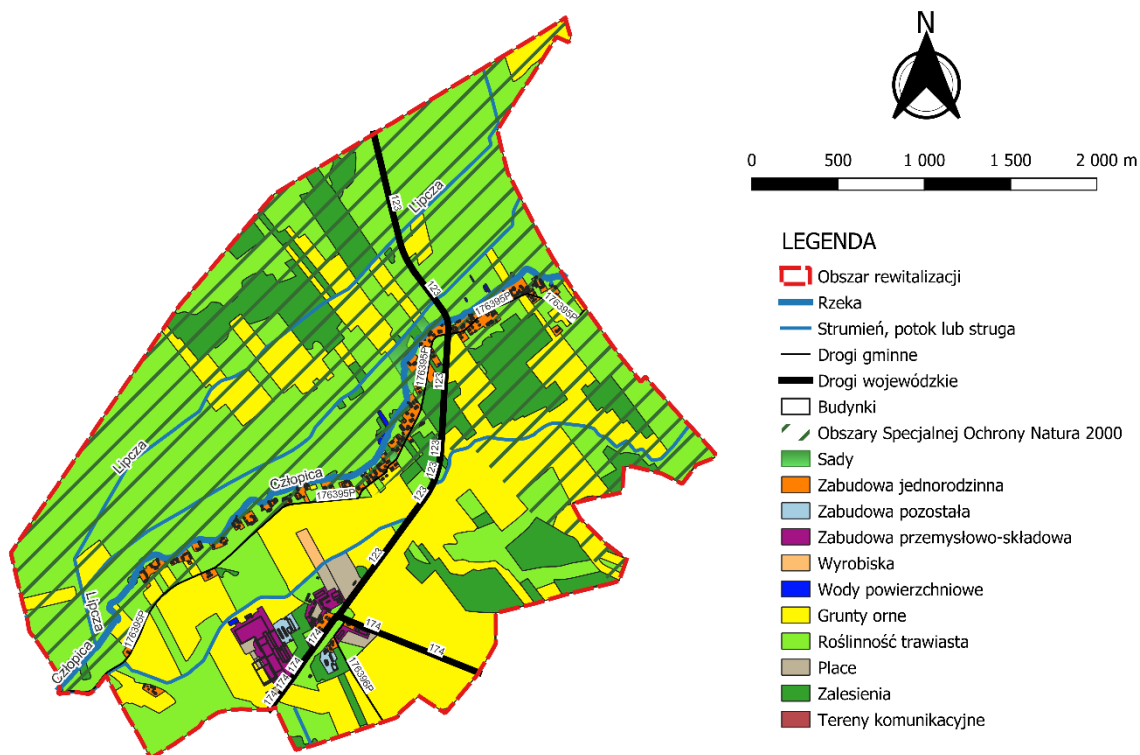 N
0 500 1 000 1 500 2 000 m
LEGENDA
Obszar rewitalizacji
Rzeka
Strumień, potok lub struga
Drogi gminne
Drogi wojewódzkie
Budynki
Obszary Specjalnej Ochrony Natura 2000
Sady
Zabudowa jednorodzinna
Zabudowa pozostała
Zabudowa przemysłowo-składowa
Wyrobiska
Wody powierzchniowe
Grunty orne
Roślinność trawiasta
Place
Zalesienia
Tereny komunikacyjne
123
Lipcza
123
176395P
176395P
176395P
123
Lipcza
Człopica
176395P
123
123
123
123
Lipcza
176395P
Człopica
174
174
174
174
174
174
174
176396P